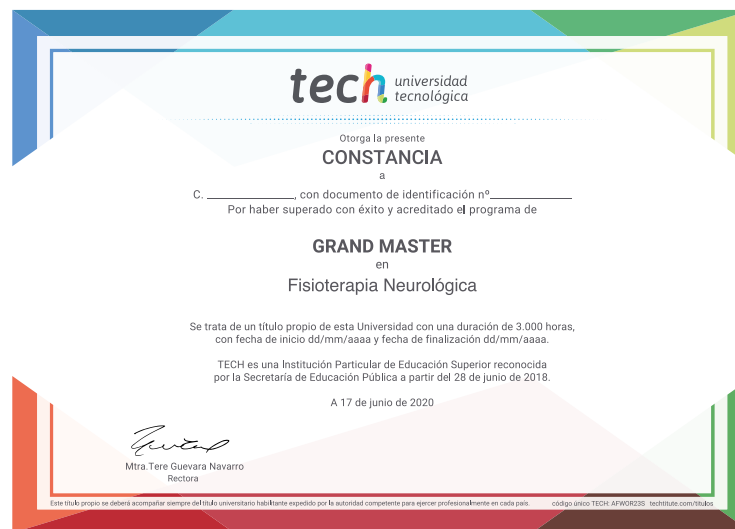 tech universidad
tecnológica
Otorga la presente
CONSTANCIA
a
C. ______________, con documento de identificación nº______________
Por haber superado con éxito y acreditado el programa de
GRAND MASTER
en
Fisioterapia Neurológica
Se trata de un título propio de esta Universidad con una duración de 3.000 horas,
con fecha de inicio dd/mm/aaaa y fecha de finalización dd/mm/aaaa.
TECH es una Institución Particular de Educación Superior reconocida
por la Secretaría de Educación Pública a partir del 28 de junio de 2018.
A 17 de junio de 2020
Mtra.Tere Guevara Navarro
Rectora
Este título propio se deberá acompañar siempre del título universitario habilitante expedido por la autoridad competente para ejercer profesionalmente en cada país. código único TECH: AFWOR23S techtitute.com/titulos